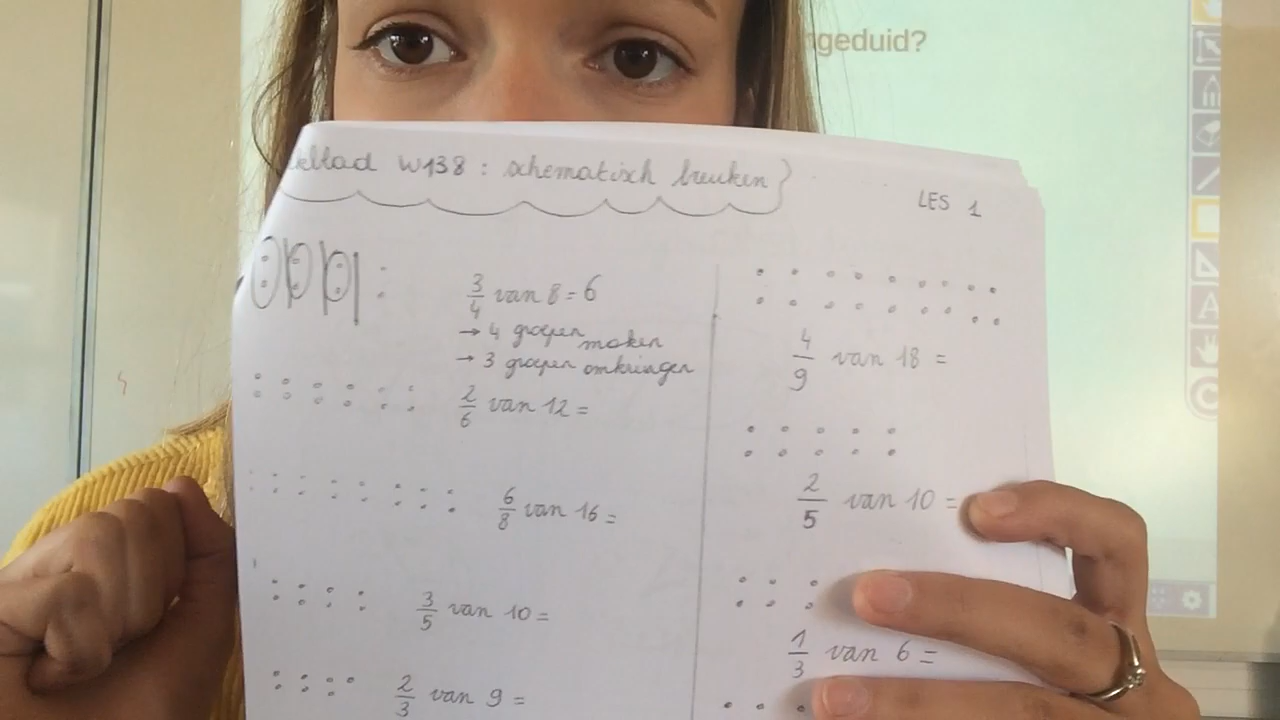 ngeduid?
kblad W138 : schematisch breuken
LES 1
3/4 van 8 = 6
→ 4 groepen maken
→ 3 groepen omkringen
2/6 van 12 =
6/8 van 16 =
3/5 van 10 =
2/3 van 9 =
4/9 van 18 =
2/5 van 10 =
1/3 van 6 =
A